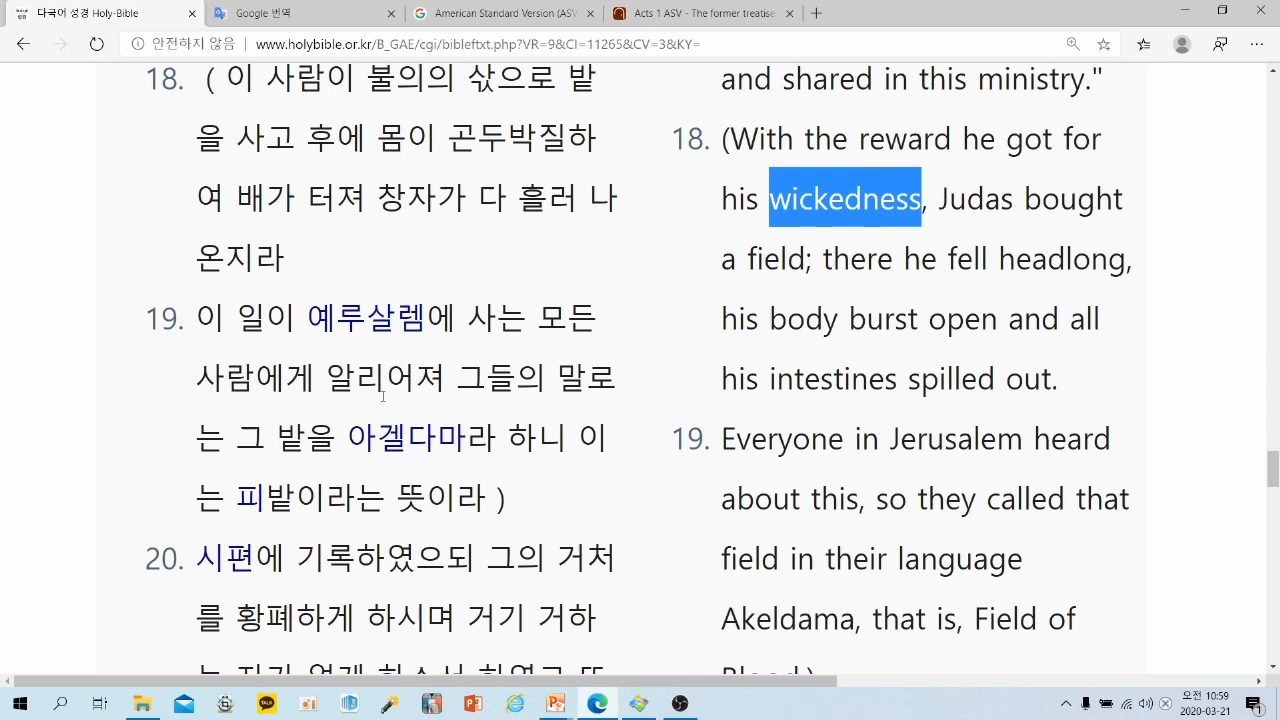 다국어 성경 Holy-Bible
Google 번역
American Standard Version (ASV
Acts 1 ASV - The former treatise
안전하지 않음
www.holybible.or.kr/B_GAE/cgi/bibleftxt.php?VR=9&CI=11265&CV=3&KY=
18. ( 이 사람이 불의의 삯으로 밭
을 사고 후에 몸이 곤두박질하
여 배가 터져 창자가 다 흘러 나
온지라
19. 이 일이 예루살렘에 사는 모든
사람에게 알리어져 그들의 말로
는 그 밭을 아겔다마라 하니 이
는 피밭이라는 뜻이라 )
20. 시편에 기록하였으되 그의 거처
를 황폐하게 하시며 거기 거하
and shared in this ministry."
18. (With the reward he got for
his wickedness, Judas bought
a field; there he fell headlong,
his body burst open and all
his intestines spilled out.
19. Everyone in Jerusalem heard
about this, so they called that
field in their language
Akeldama, that is, Field of
Blood.)
TALK
오전 10:59
2020-03-21